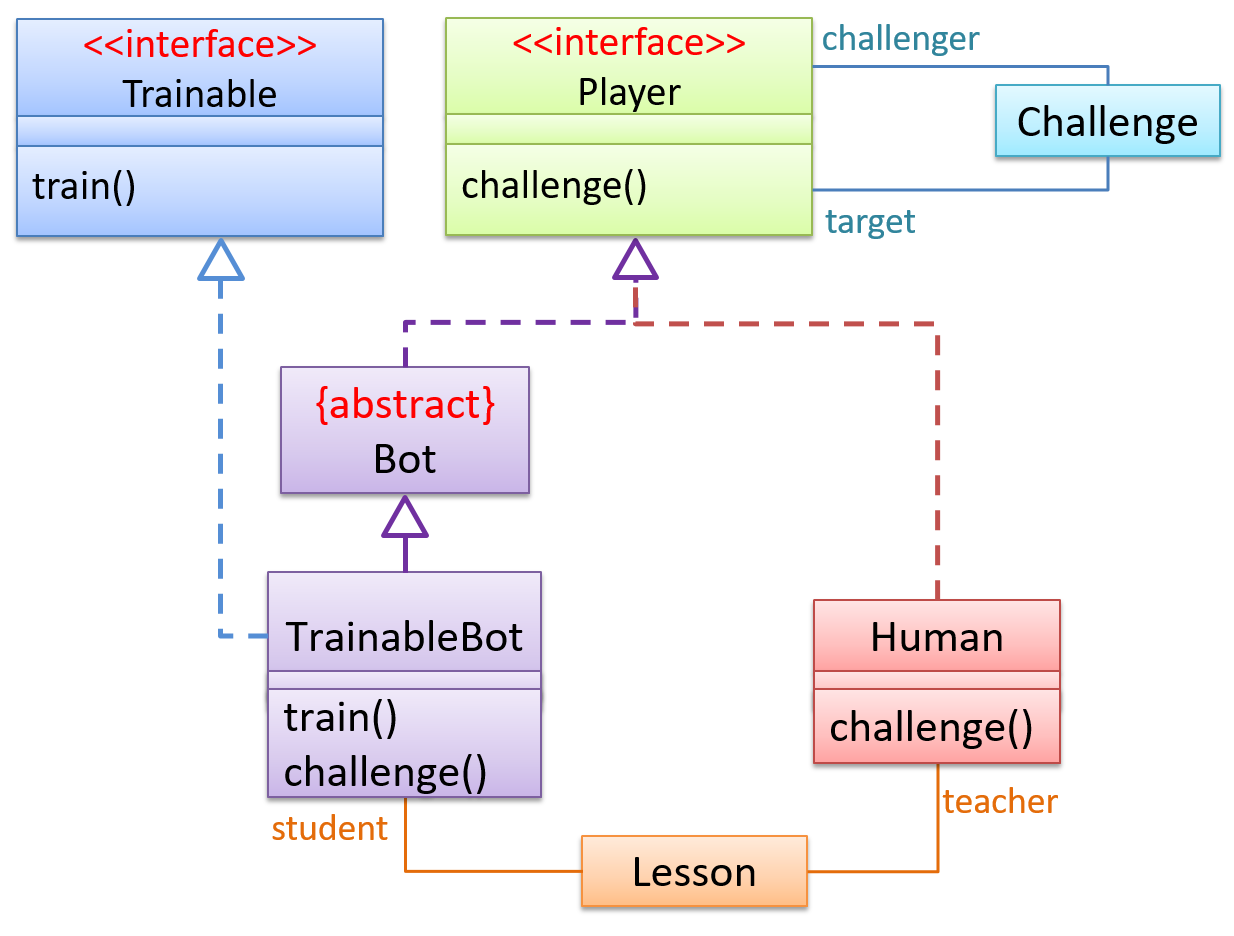 <<interface>>
Trainable
train()
<<interface>>
Player
challenge()
challenger
Challenge
target
{abstract}
Bot
TrainableBot
train()
challenge()
Human
challenge()
student
teacher
Lesson